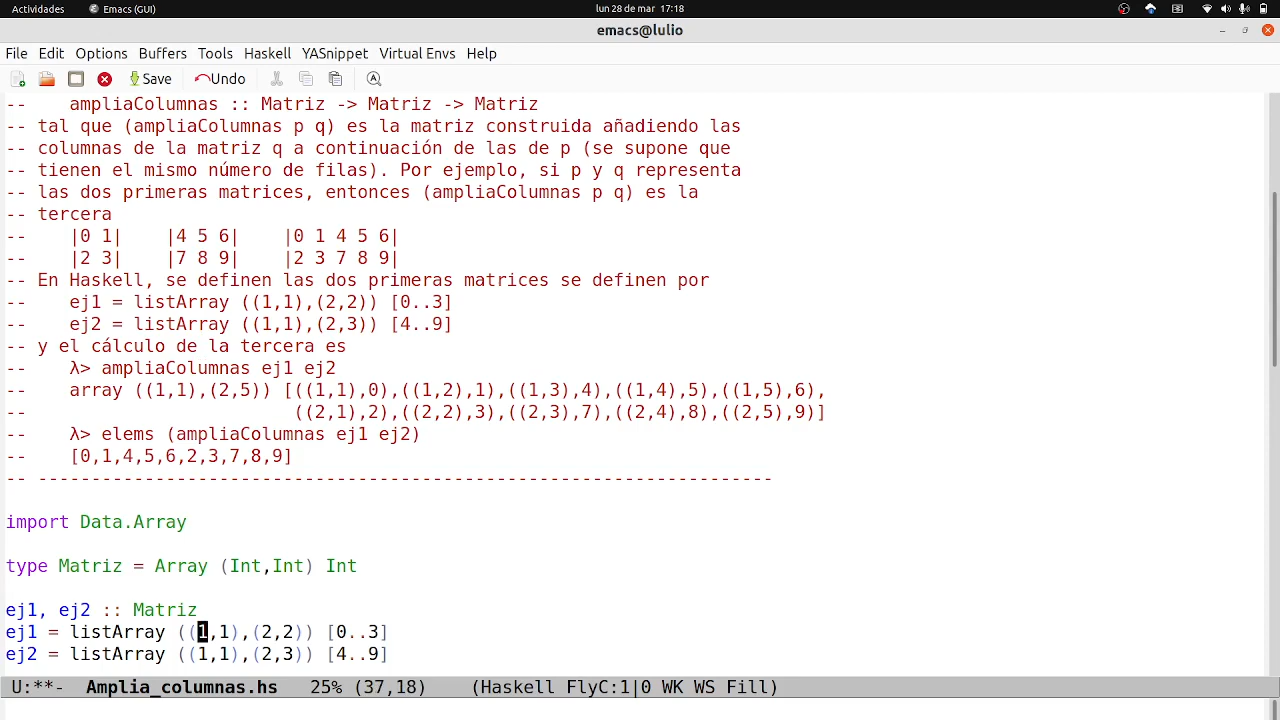 Actividades Emacs (GUI) lun 28 de mar 17:18
emacs@lulio
File Edit Options Buffers Tools Haskell YASnippet Virtual Envs Help
Save Undo
--    ampliaColumnas :: Matriz -> Matriz -> Matriz
-- tal que (ampliaColumnas p q) es la matriz construida añadiendo las
-- columnas de la matriz q a continuación de las de p (se supone que
-- tienen el mismo número de filas). Por ejemplo, si p y q representa
-- las dos primeras matrices, entonces (ampliaColumnas p q) es la
-- tercera
--    |0 1|    |4 5 6|    |0 1 4 5 6|
--    |2 3|    |7 8 9|    |2 3 7 8 9|
-- En Haskell, se definen las dos primeras matrices se definen por
--    ej1 = listArray ((1,1),(2,2)) [0..3]
--    ej2 = listArray ((1,1),(2,3)) [4..9]
-- y el cálculo de la tercera es
--    λ> ampliaColumnas ej1 ej2
--    array ((1,1),(2,5)) [((1,1),0),((1,2),1),((1,3),4),((1,4),5),((1,5),6),
--                         ((2,1),2),((2,2),3),((2,3),7),((2,4),8),((2,5),9)]
--    λ> elems (ampliaColumnas ej1 ej2)
--    [0,1,4,5,6,2,3,7,8,9]
-- ---------------------------------------------------------------------
import Data.Array
type Matriz = Array (Int,Int) Int
ej1, ej2 :: Matriz
ej1 = listArray ((1,1),(2,2)) [0..3]
ej2 = listArray ((1,1),(2,3)) [4..9]
U:**-  Amplia_columnas.hs   25% (37,18)    (Haskell FlyC:1|0 WK WS Fill)